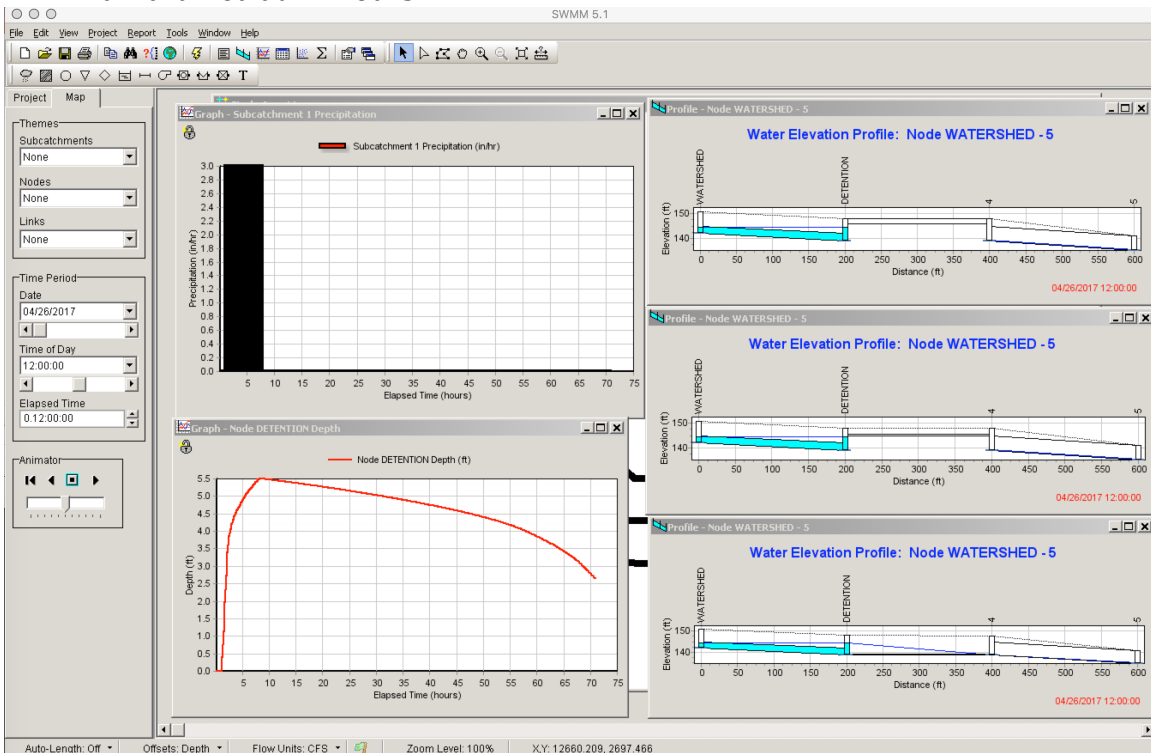 SWMM 5.1
File Edit View Project Report Tools Window Help
T
Project Map
Themes
Subcatchments
None
Nodes
None
Links
None
Time Period
Date
04/26/2017
Time of Day
12:00:00
Elapsed Time
0.12:00:00
Animator
Graph - Subcatchment 1 Precipitation
Subcatchment 1 Precipitation (in/hr)
Precipitation (in/hr)
3.0
2.8
2.6
2.4
2.2
2.0
1.8
1.6
1.4
1.2
1.0
0.8
0.6
0.4
0.2
0.0
5 10 15 20 25 30 35 40 45 50 55 60 65 70 75
Elapsed Time (hours)
Graph - Node DETENTION Depth
Node DETENTION Depth (ft)
Depth (ft)
5.5
5.0
4.5
4.0
3.5
3.0
2.5
2.0
1.5
1.0
0.5
0.0
5 10 15 20 25 30 35 40 45 50 55 60 65 70 75
Elapsed Time (hours)
Profile - Node WATERSHED - 5
Water Elevation Profile: Node WATERSHED - 5
WATERSHED
DETENTION
4
5
Elevation (ft)
150
140
0 50 100 150 200 250 300 350 400 450 500 550 600
Distance (ft)
04/26/2017 12:00:00
Profile - Node WATERSHED - 5
Water Elevation Profile: Node WATERSHED - 5
WATERSHED
DETENTION
4
5
Elevation (ft)
150
140
0 50 100 150 200 250 300 350 400 450 500 550 600
Distance (ft)
04/26/2017 12:00:00
Profile - Node WATERSHED - 5
Water Elevation Profile: Node WATERSHED - 5
WATERSHED
DETENTION
4
5
Elevation (ft)
150
140
0 50 100 150 200 250 300 350 400 450 500 550 600
Distance (ft)
04/26/2017 12:00:00
Auto-Length: Off Offsets: Depth Flow Units: CFS Zoom Level: 100% X,Y: 12660.209, 2697.466